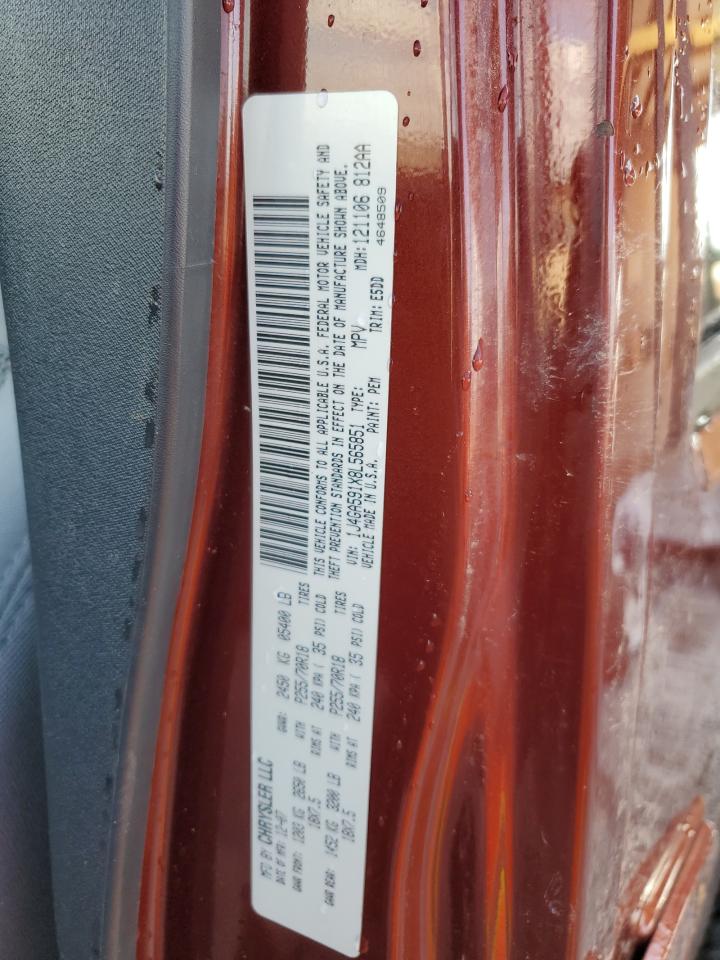 MFD BY CHRYSLER LLC
DATE OF MFR: 12-07 GVWR: 2450 KG 05400 LB
GAWR FRONT: 1203 KG 2650 LB WITH P255/70R18 TIRES
18X7.5 RIMS AT 240 KPA ( 35 PSI) COLD
GAWR REAR: 1452 KG 3200 LB WITH P255/70R18 TIRES
18X7.5 RIMS AT 240 KPA ( 35 PSI) COLD
THIS VEHICLE CONFORMS TO ALL APPLICABLE U.S.A. FEDERAL MOTOR VEHICLE SAFETY AND
THEFT PREVENTION STANDARDS IN EFFECT ON THE DATE OF MANUFACTURE SHOWN ABOVE.
VIN: 1J4GA591X8L565851 TYPE: MPV MDH: 121106 812AA
VEHICLE MADE IN U.S.A. PAINT: PEM TRIM: E5DD 4648509